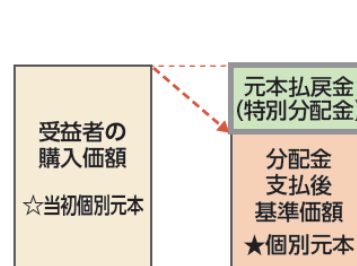 受益者の
購入価額
☆当初個別元本
元本払戻金
(特別分配金)
分配金
支払後
基準価額
★個別元本